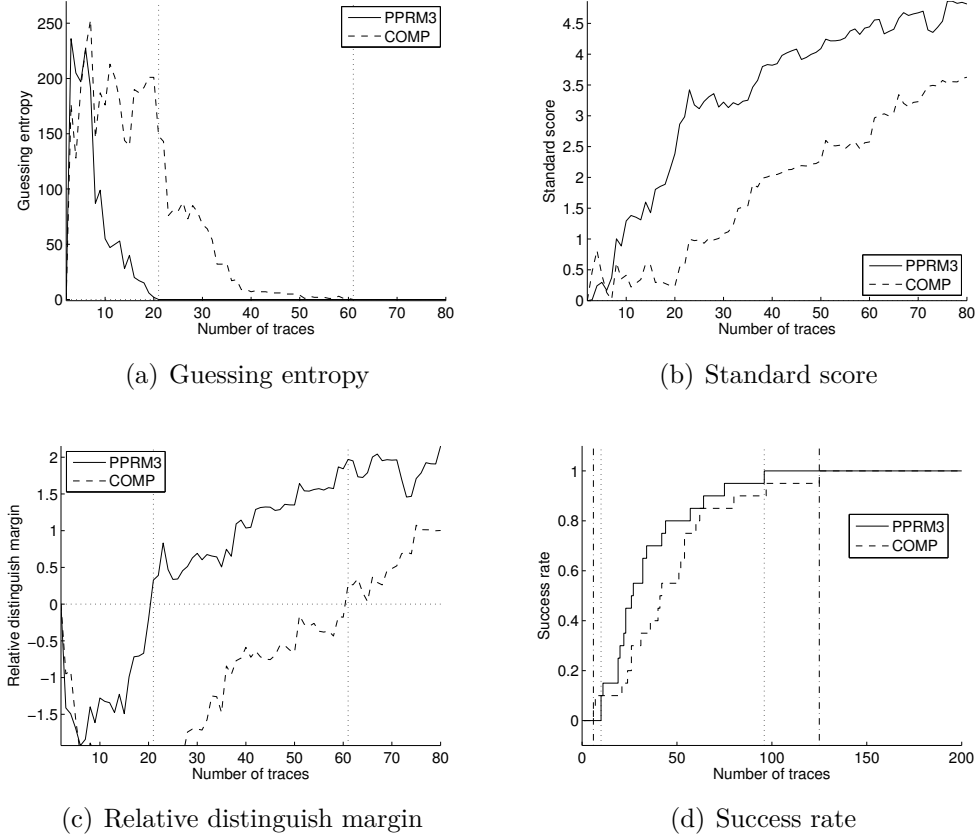 PPRM3
COMP
250
200
150
100
50
0
10 20 30 40 50 60 70 80
Guessing entropy
Number of traces
(a) Guessing entropy
4.5
4
3.5
3
2.5
2
1.5
1
0.5
0
10 20 30 40 50 60 70 80
Standard score
PPRM3
COMP
Number of traces
(b) Standard score
PPRM3
COMP
2
1.5
1
0.5
0
−0.5
−1
−1.5
10 20 30 40 50 60 70 80
Relative distinguish margin
Number of traces
(c) Relative distinguish margin
1
0.8
0.6
0.4
0.2
0
0 50 100 150 200
Success rate
PPRM3
COMP
Number of traces
(d) Success rate